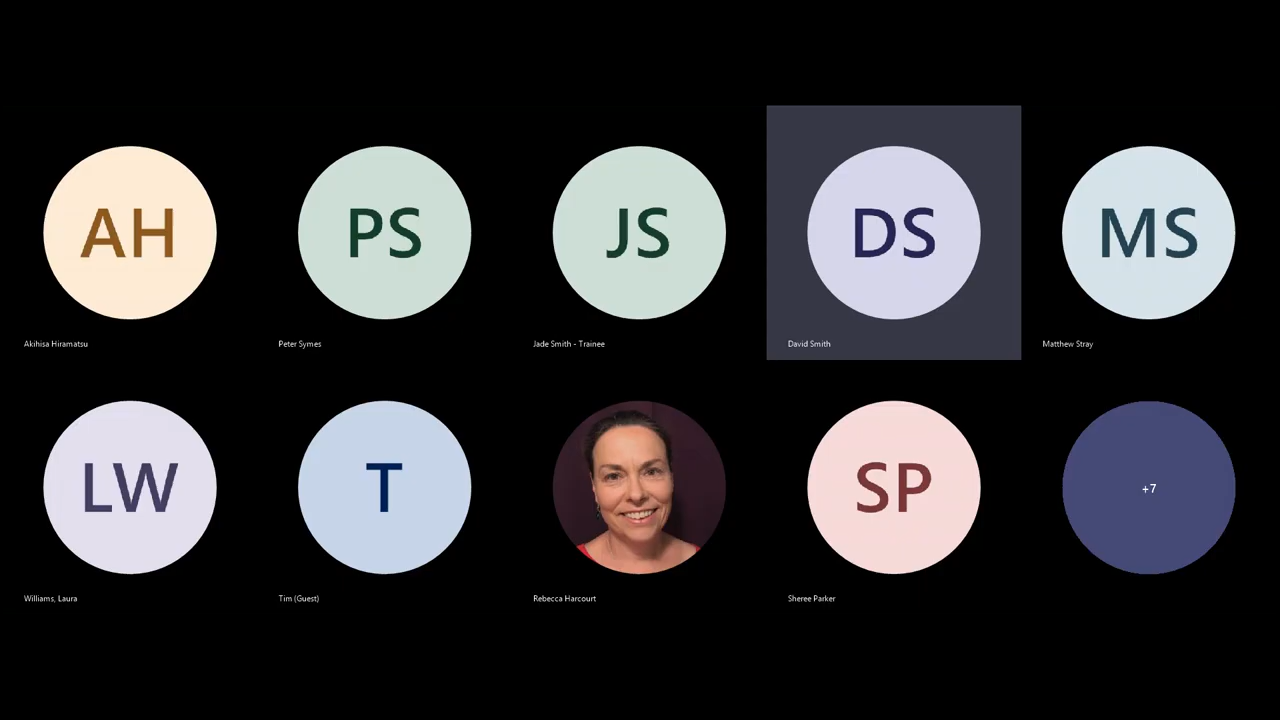 AH
PS
JS
DS
MS
Akihisa Hiramatsu
Peter Symes
Jade Smith - Trainee
David Smith
Matthew Stray
LW
T
SP
+7
Williams, Laura
Tim (Guest)
Rebecca Harcourt
Sheree Parker